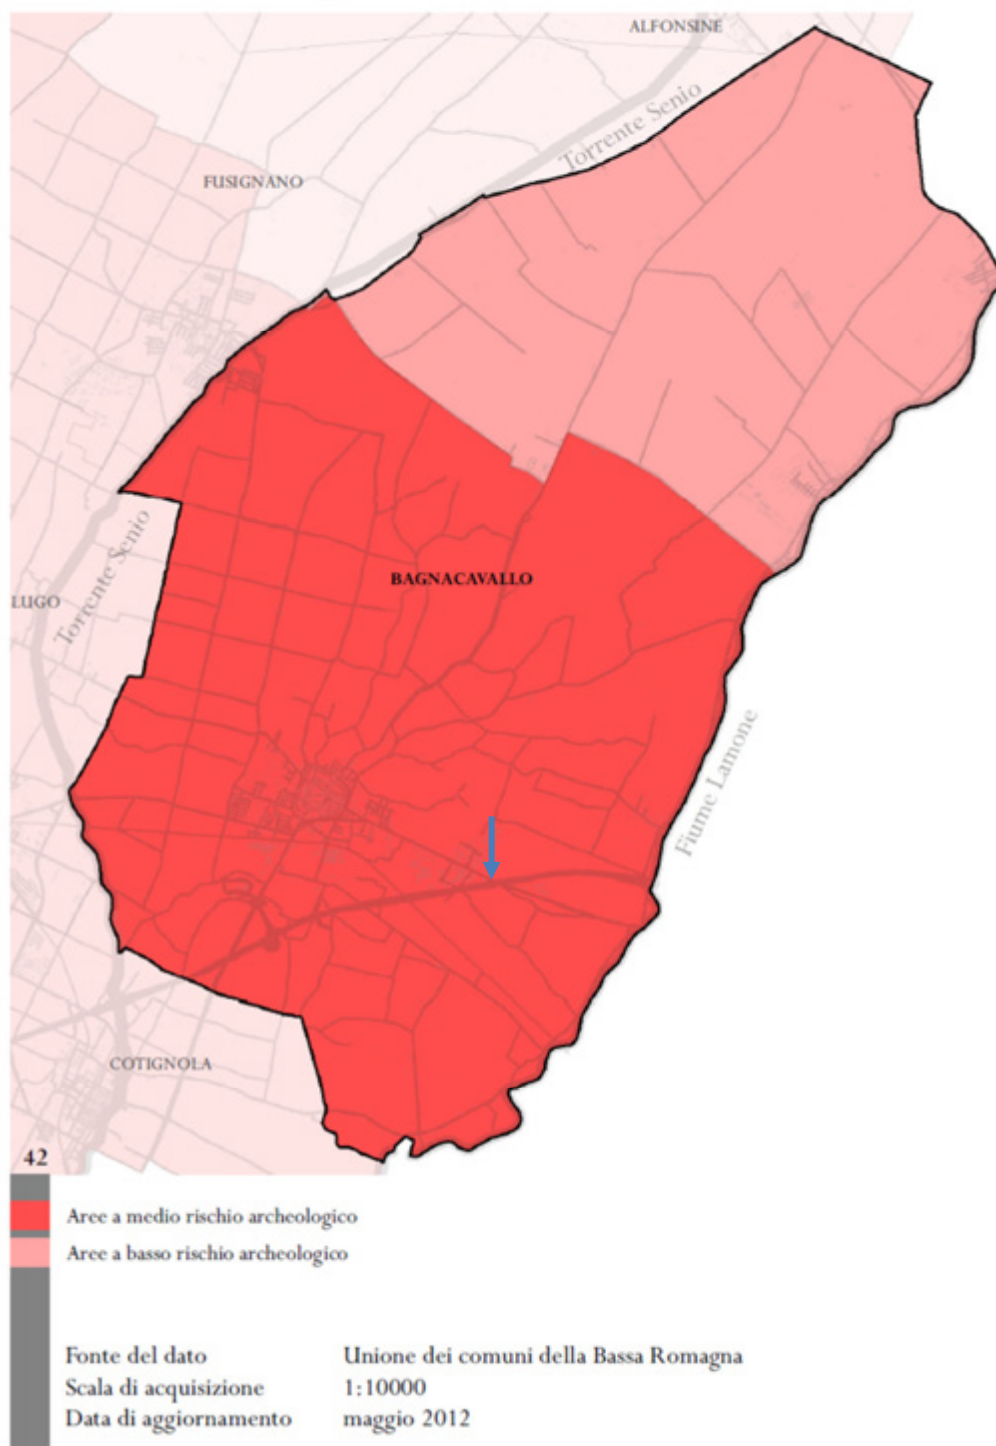 ALFONSINE
Torrente Senio
FUSIGNANO
BAGNACAVALLO
LUGO
Torrente Senio
Fiume Lamone
COTIGNOLA
42
Aree a medio rischio archeologico
Aree a basso rischio archeologico
Fonte del dato Unione dei comuni della Bassa Romagna
Scala di acquisizione 1:10000
Data di aggiornamento maggio 2012